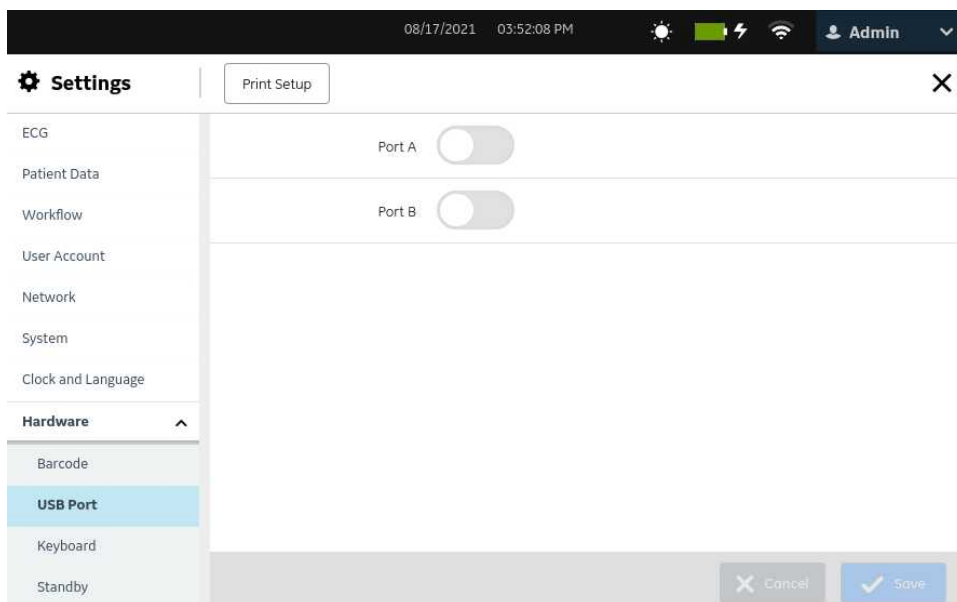 08/17/2021 03:52:08 PM Admin
Settings Print Setup
ECG
Port A
Patient Data
Workflow
Port B
User Account
Network
System
Clock and Language
Hardware
Barcode
USB Port
Keyboard
Standby
Cancel Save